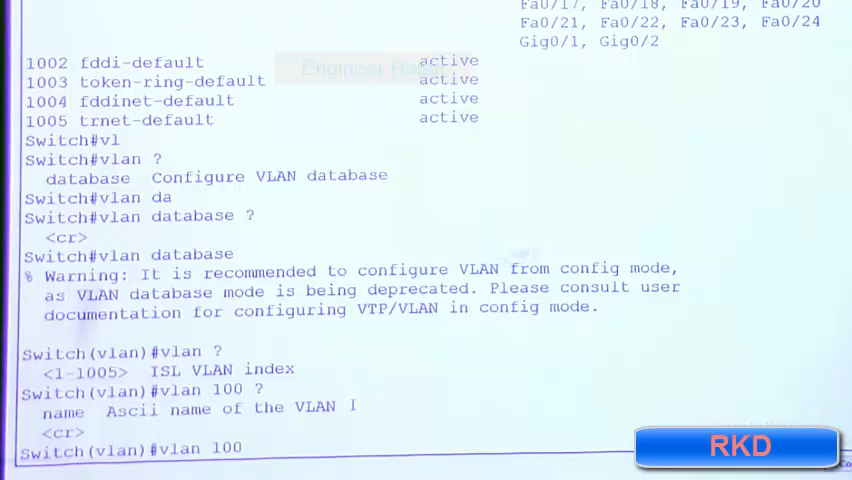 Fa0/17, Fa0/18, Fa0/19, Fa0/20
Fa0/21, Fa0/22, Fa0/23, Fa0/24
Gig0/1, Gig0/2
1002 fddi-default active
1003 token-ring-default active
1004 fddinet-default active
1005 trnet-default active
Switch#vl
Switch#vlan ?
database Configure VLAN database
Switch#vlan da
Switch#vlan database ?
<cr>
Switch#vlan database
% Warning: It is recommended to configure VLAN from config mode,
as VLAN database mode is being deprecated. Please consult user
documentation for configuring VTP/VLAN in config mode.
Switch(vlan)#vlan ?
<1-1005> ISL VLAN index
Switch(vlan)#vlan 100 ?
name Ascii name of the VLAN
<cr>
Switch(vlan)#vlan 100
RKD